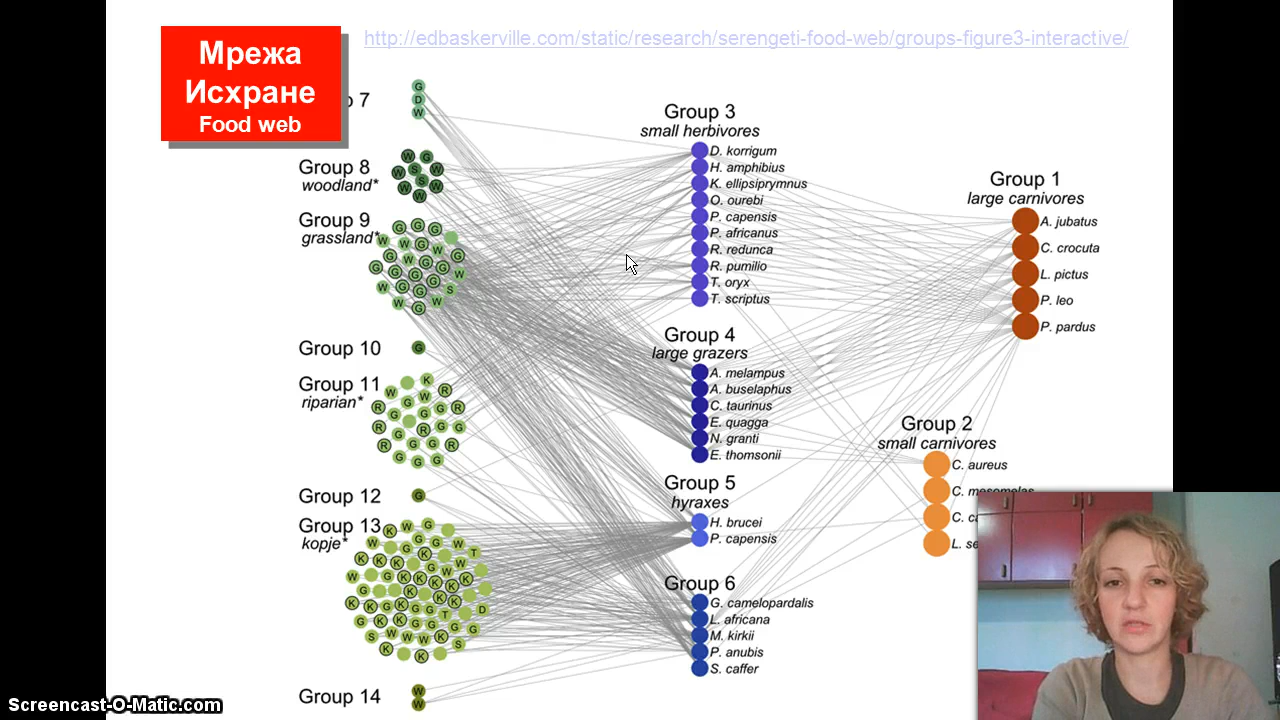 Мрежа
Исхране
Food web
http://edbaskerville.com/static/research/serengeti-food-web/groups-figure3-interactive/
7
Group 8
woodland*
Group 9
grassland*
Group 10
Group 11
riparian*
Group 12
Group 13
kopje*
Group 14
Group 3
small herbivores
D. korrigum
H. amphibius
K. ellipsiprymnus
O. ourebi
P. capensis
P. africanus
R. redunca
R. pumilio
T. oryx
T. scriptus
Group 4
large grazers
A. melampus
A. buselaphus
C. taurinus
E. quagga
N. granti
E. thomsonii
Group 5
hyraxes
H. brucei
P. capensis
Group 6
G. camelopardalis
L. africana
M. kirkii
P. anubis
S. caffer
Group 1
large carnivores
A. jubatus
C. crocuta
L. pictus
P. leo
P. pardus
Group 2
small carnivores
C. aureus
C. mesomelas
C. ca
L. se
Screencast-O-Matic.com